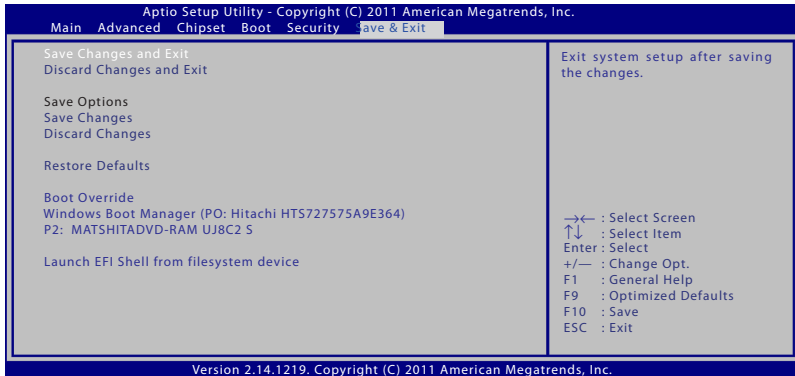 Aptio Setup Utility - Copyright (C) 2011 American Megatrends, Inc.
Main Advanced Chipset Boot Security Save & Exit
Save Changes and Exit
Discard Changes and Exit
Save Options
Save Changes
Discard Changes
Restore Defaults
Boot Override
Windows Boot Manager (PO: Hitachi HTS727575A9E364)
P2: MATSHITADVD-RAM UJ8C2 S
Launch EFI Shell from filesystem device
Exit system setup after saving
the changes.
→← : Select Screen
↑↓ : Select Item
Enter : Select
+/— : Change Opt.
F1 : General Help
F9 : Optimized Defaults
F10 : Save
ESC : Exit
Version 2.14.1219. Copyright (C) 2011 American Megatrends, Inc.